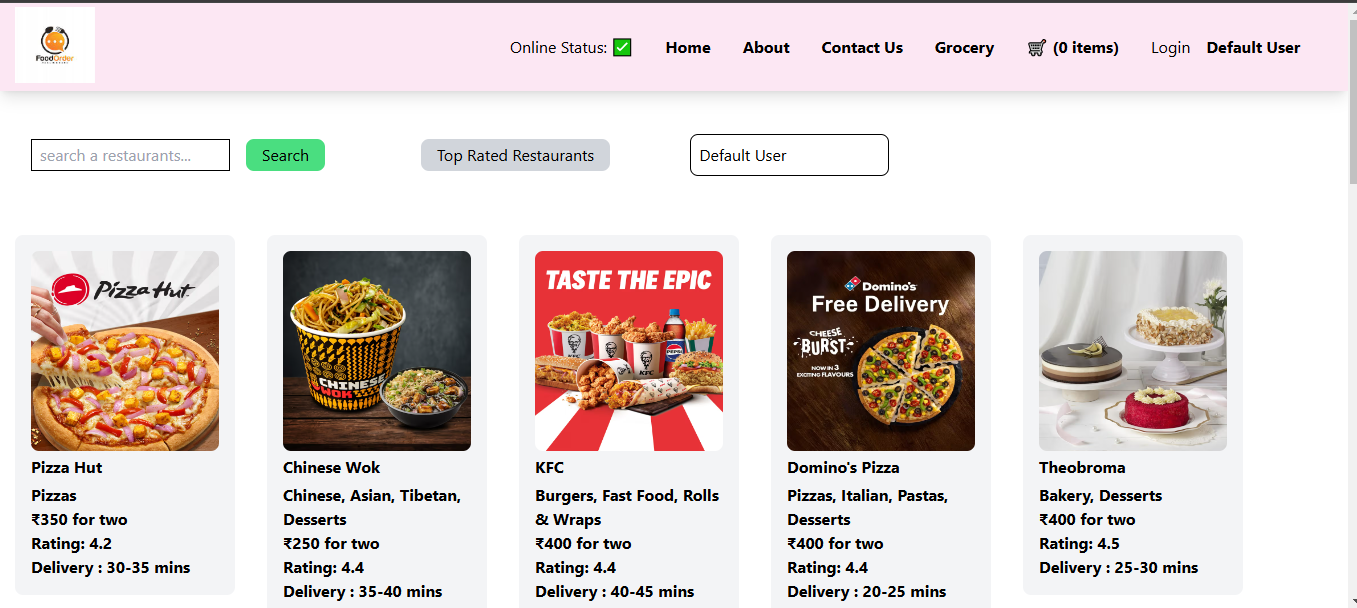 FoodOrder
Online Status: ✅ Home About Contact Us Grocery 🛒 (0 items) Login Default User
search a restaurants... Search Top Rated Restaurants Default User
Pizza Hut
CHINESE
WOK
TASTE THE EPIC
KFC
PEPSI
Domino's
Free Delivery
CHEESE
BURST
NOW IN 3
EXCITING FLAVOURS
Pizza Hut
Pizzas
₹350 for two
Rating: 4.2
Delivery : 30-35 mins
Chinese Wok
Chinese, Asian, Tibetan,
Desserts
₹250 for two
Rating: 4.4
Delivery : 35-40 mins
KFC
Burgers, Fast Food, Rolls
& Wraps
₹400 for two
Rating: 4.4
Delivery : 40-45 mins
Domino's Pizza
Pizzas, Italian, Pastas,
Desserts
₹400 for two
Rating: 4.4
Delivery : 20-25 mins
Theobroma
Bakery, Desserts
₹400 for two
Rating: 4.5
Delivery : 25-30 mins